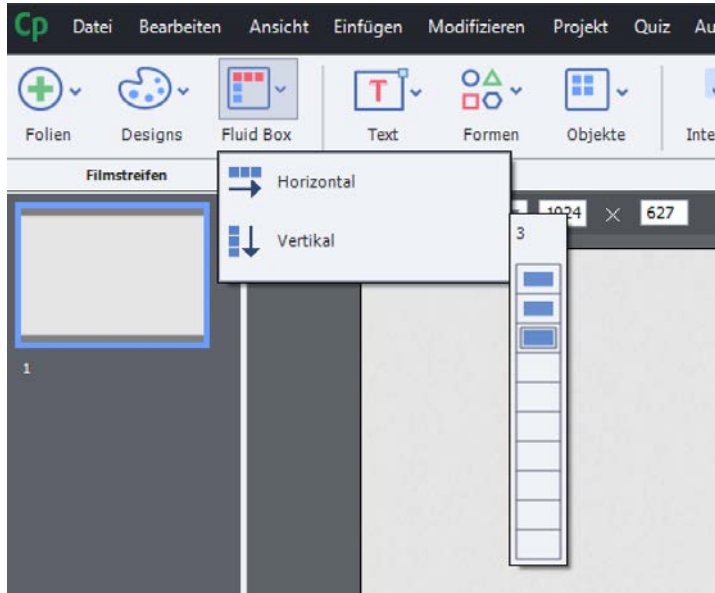 Cp Datei Bearbeiten Ansicht Einfügen Modifizieren Projekt Quiz
Folien Designs Fluid Box Text Formen Objekte
Filmstreifen
Horizontal
1024 × 627
Vertikal
3
1